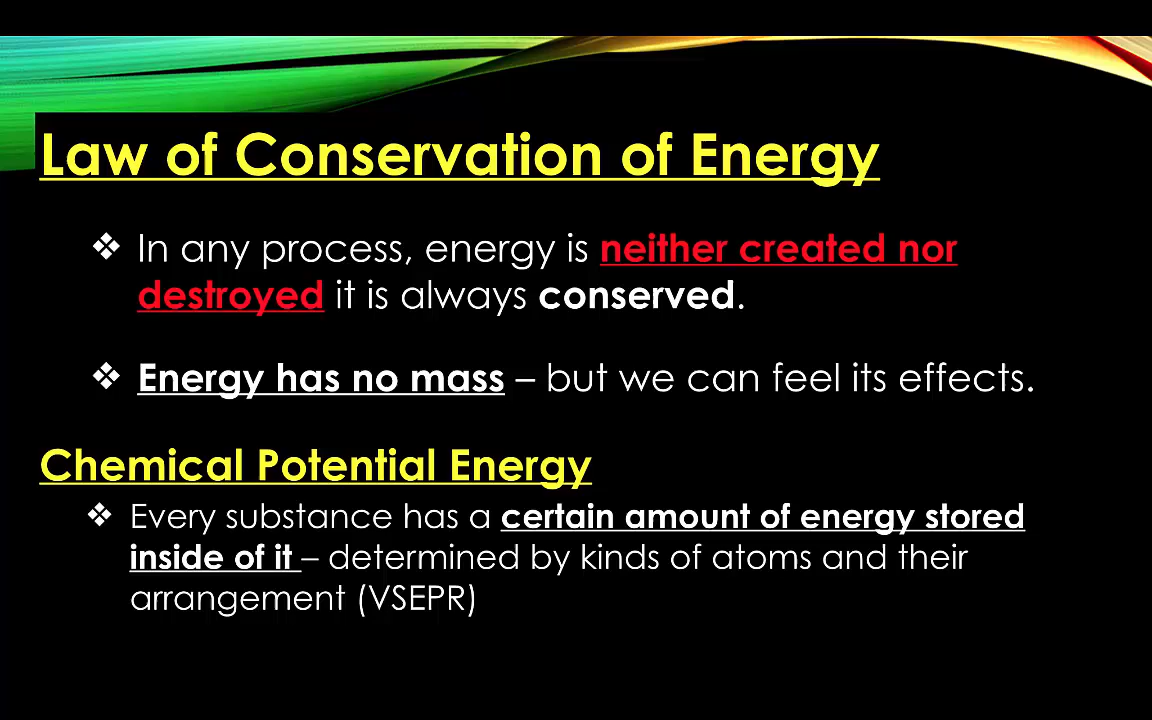 Law of Conservation of Energy
❖ In any process, energy is neither created nor
destroyed it is always conserved.
❖ Energy has no mass – but we can feel its effects.
Chemical Potential Energy
❖ Every substance has a certain amount of energy stored
inside of it – determined by kinds of atoms and their
arrangement (VSEPR)